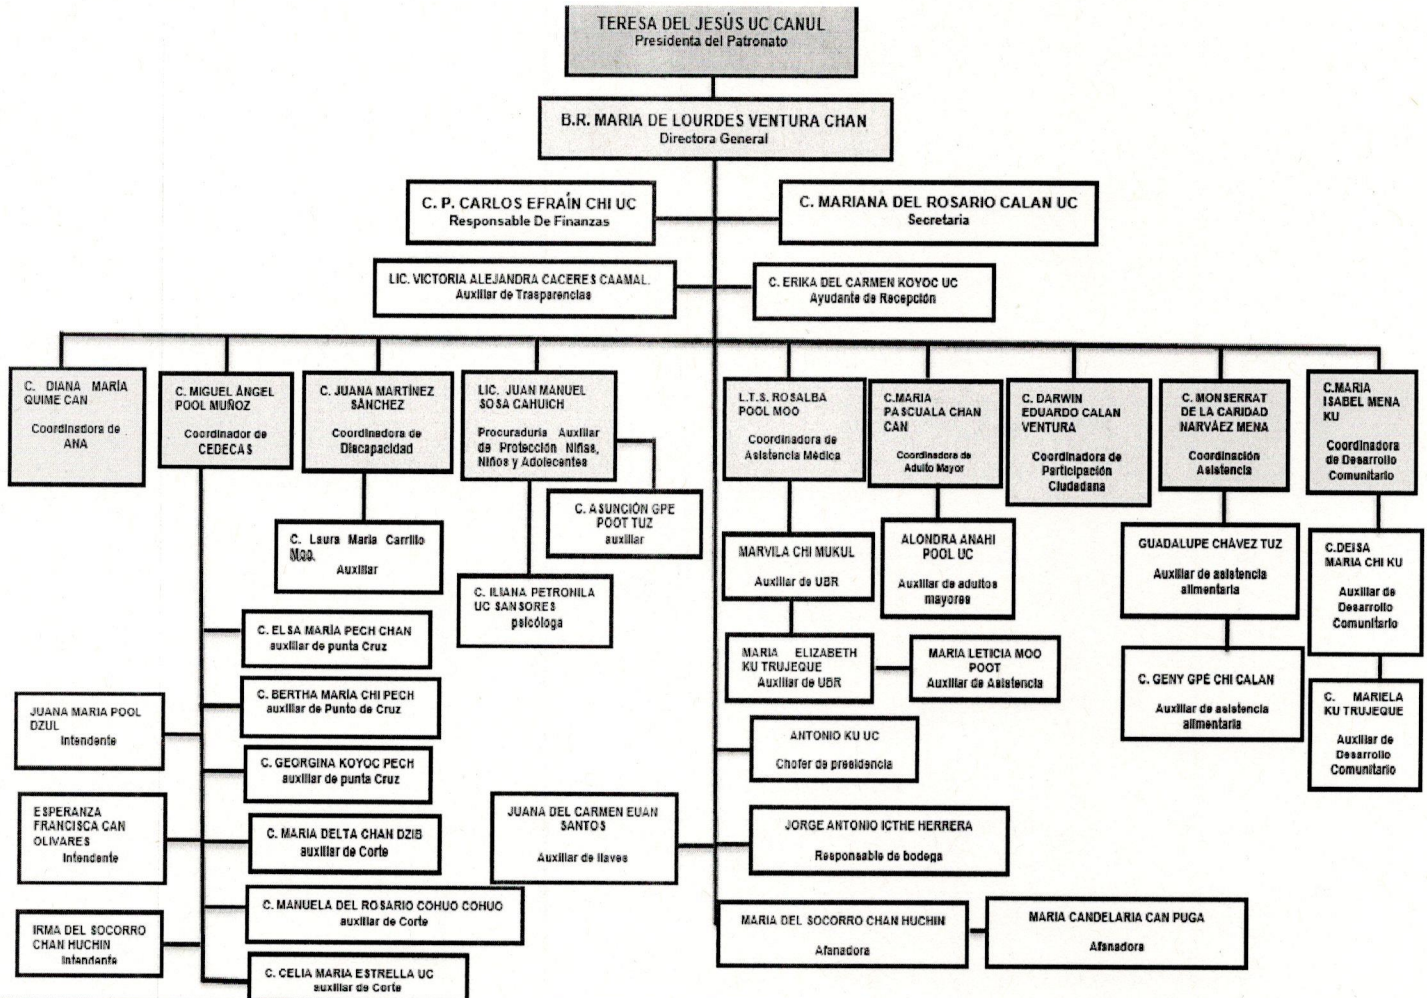 TERESA DEL JESÚS UC CANUL
Presidenta del Patronato
B.R. MARIA DE LOURDES VENTURA CHAN
Directora General
C. P. CARLOS EFRAÍN CHI UC
Responsable De Finanzas
C. MARIANA DEL ROSARIO CALAN UC
Secretaria
LIC. VICTORIA ALEJANDRA CACERES CAAMAL.
Auxiliar de Trasparencias
C. ERIKA DEL CARMEN KOYOC UC
Ayudante de Recepción
C. DIANA MARÍA
QUIME CAN
Coordinadora de
ANA
C. MIGUEL ÁNGEL
POOL MUÑOZ
Coordinador de
CEDECAS
C. JUANA MARTÍNEZ
SÁNCHEZ
Coordinadora de
Discapacidad
LIC. JUAN MANUEL
SOSA CAHUICH
Procuraduría Auxiliar
de Protección Niñas,
Niños y Adolecentes
L.T.S. ROSALBA
POOL MOO
Coordinadora de
Asistencia Médica
C.MARIA
PASCUALA CHAN
CAN
Coordinadora de
Adulto Mayor
C. DARWIN
EDUARDO CALAN
VENTURA
Coordinadora de
Participación
Ciudadana
C. MONSERRAT
DE LA CARIDAD
NARVÁEZ MENA
Coordinación
Asistencia
C.MARIA
ISABEL MENA
KU
Coordinadora
de Desarrollo
Comunitario
C. Laura Maria Carrillo
Moo.
Auxiliar
C. ASUNCIÓN GPE
POOT TUZ
auxiliar
C. ILIANA PETRONILA
UC SANSORES
psicóloga
MARVILA CHI MUKUL
Auxiliar de UBR
ALONDRA ANAHI
POOL UC
Auxiliar de adultos
mayores
GUADALUPE CHÁVEZ TUZ
Auxiliar de asistencia
alimentaria
C.DEISA
MARIA CHI KU
Auxiliar de
Desarrollo
Comunitario
C. ELSA MARÍA PECH CHAN
auxiliar de punta Cruz
MARIA ELIZABETH
KU TRUJEQUE
Auxiliar de UBR
MARIA LETICIA MOO
POOT
Auxiliar de Asistencia
C. GENY GPÉ CHI CALAN
Auxiliar de asistencia
alimentaria
C. MARIELA
KU TRUJEQUE
Auxiliar de
Desarrollo
Comunitario
JUANA MARIA POOL
DZUL
Intendente
C. BERTHA MARÍA CHI PECH
auxiliar de Punto de Cruz
ANTONIO KU UC
Chofer de presidencia
C. GEORGINA KOYOC PECH
auxiliar de punta Cruz
ESPERANZA
FRANCISCA CAN
OLIVARES
Intendente
C. MARIA DELTA CHAN DZIB
auxiliar de Corte
JUANA DEL CARMEN EUAN
SANTOS
Auxiliar de llaves
JORGE ANTONIO ICTHE HERRERA
Responsable de bodega
C. MANUELA DEL ROSARIO COHUO COHUO
auxiliar de Corte
IRMA DEL SOCORRO
CHAN HUCHIN
Intendente
MARIA DEL SOCORRO CHAN HUCHIN
Afanadora
MARIA CANDELARIA CAN PUGA
Afanadora
C. CELIA MARIA ESTRELLA UC
auxiliar de Corte